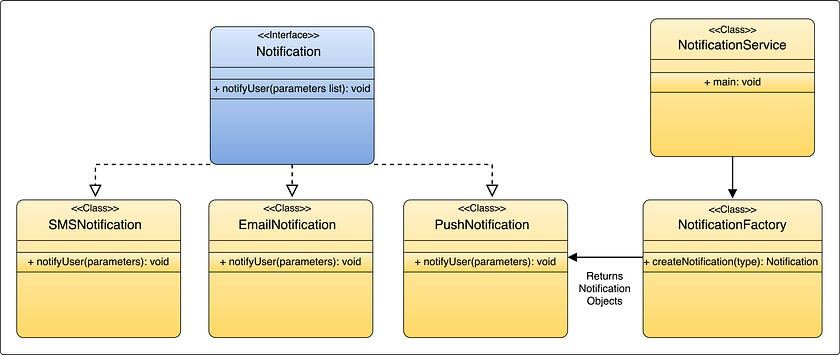 <<Interface>>
Notification
+ notifyUser(parameters list): void
<<Class>>
NotificationService
+ main: void
<<Class>>
SMSNotification
+ notifyUser(parameters): void
<<Class>>
EmailNotification
+ notifyUser(parameters): void
<<Class>>
PushNotification
+ notifyUser(parameters): void
Returns
Notification
Objects
<<Class>>
NotificationFactory
+ createNotification(type): Notification